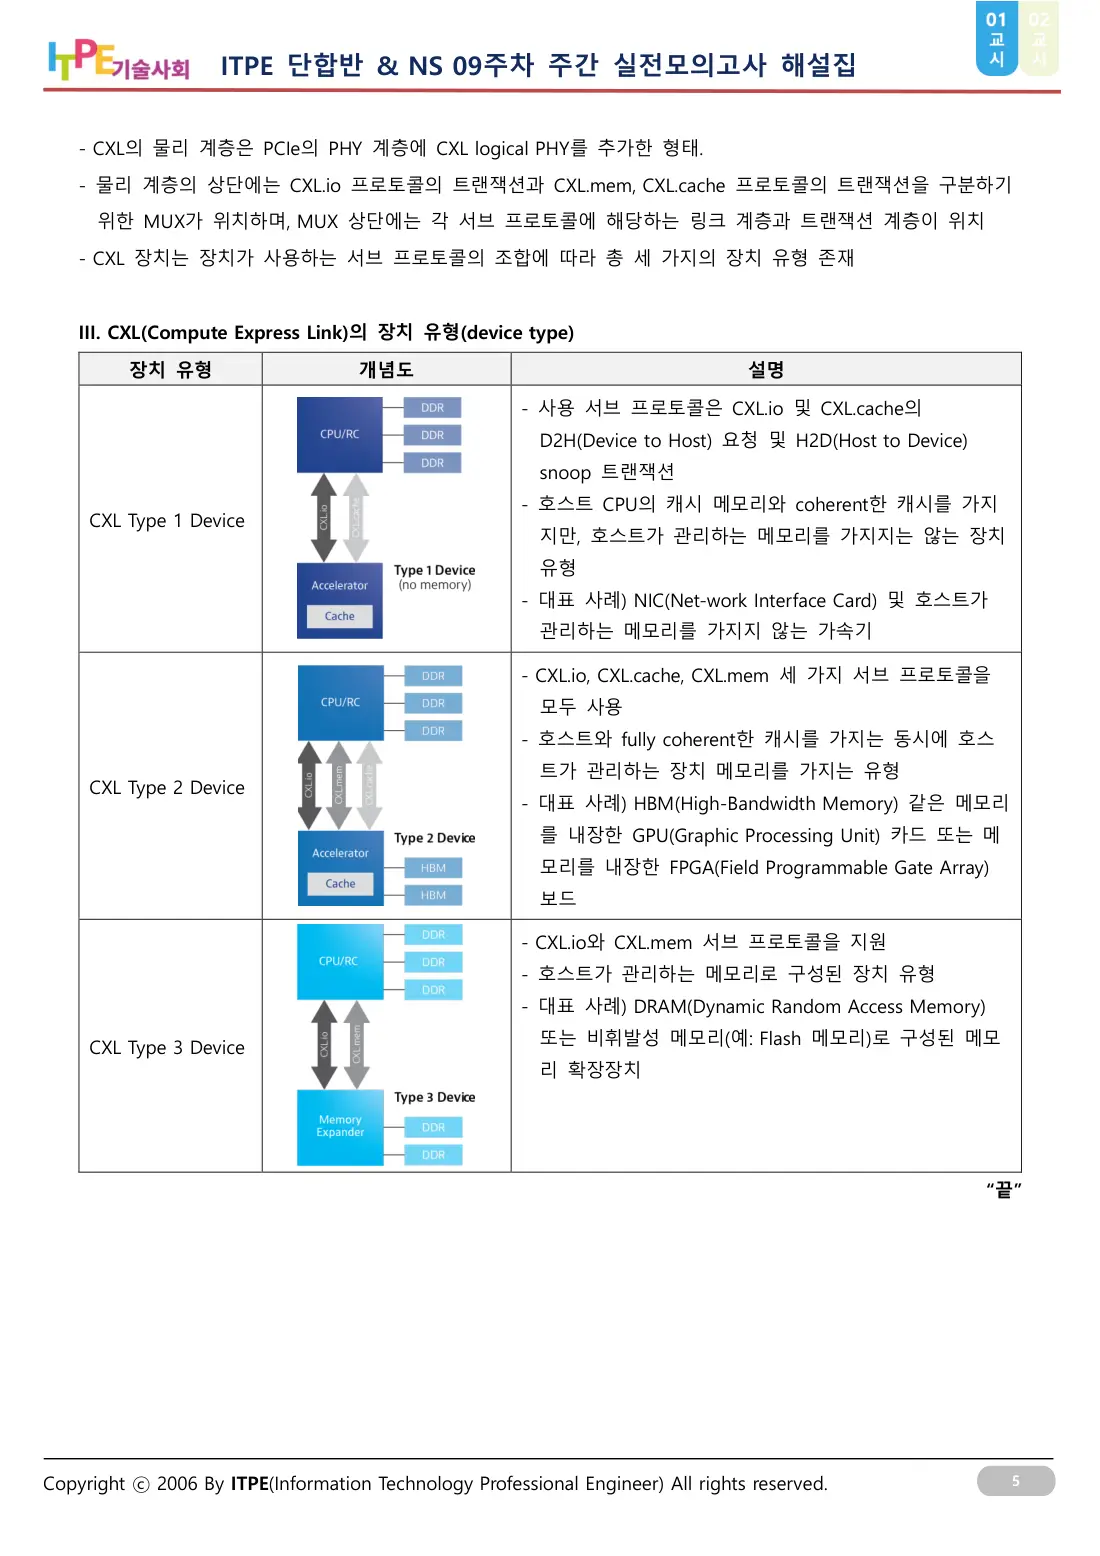 01
교
시
02
교
시
ITPE기술사회 ITPE 단합반 & NS 09주차 주간 실전모의고사 해설집
- CXL의 물리 계층은 PCIe의 PHY 계층에 CXL logical PHY를 추가한 형태.
- 물리 계층의 상단에는 CXL.io 프로토콜의 트랜잭션과 CXL.mem, CXL.cache 프로토콜의 트랜잭션을 구분하기
위한 MUX가 위치하며, MUX 상단에는 각 서브 프로토콜에 해당하는 링크 계층과 트랜잭션 계층이 위치
- CXL 장치는 장치가 사용하는 서브 프로토콜의 조합에 따라 총 세 가지의 장치 유형 존재
III. CXL(Compute Express Link)의 장치 유형(device type)
장치 유형 개념도 설명
CXL Type 1 Device
CPU/RC
DDR
DDR
DDR
CXL.io
CXL.cache
Type 1 Device
(no memory)
Accelerator
Cache
- 사용 서브 프로토콜은 CXL.io 및 CXL.cache의
D2H(Device to Host) 요청 및 H2D(Host to Device)
snoop 트랜잭션
- 호스트 CPU의 캐시 메모리와 coherent한 캐시를 가지
지만, 호스트가 관리하는 메모리를 가지지는 않는 장치
유형
- 대표 사례) NIC(Net-work Interface Card) 및 호스트가
관리하는 메모리를 가지지 않는 가속기
CXL Type 2 Device
CPU/RC
DDR
DDR
DDR
CXL.io
CXL.mem
CXL.cache
Type 2 Device
Accelerator
Cache
HBM
HBM
- CXL.io, CXL.cache, CXL.mem 세 가지 서브 프로토콜을
모두 사용
- 호스트와 fully coherent한 캐시를 가지는 동시에 호스
트가 관리하는 장치 메모리를 가지는 유형
- 대표 사례) HBM(High-Bandwidth Memory) 같은 메모리
를 내장한 GPU(Graphic Processing Unit) 카드 또는 메
모리를 내장한 FPGA(Field Programmable Gate Array)
보드
CXL Type 3 Device
CPU/RC
DDR
DDR
DDR
CXL.io
CXL.mem
Type 3 Device
Memory
Expander
DDR
DDR
- CXL.io와 CXL.mem 서브 프로토콜을 지원
- 호스트가 관리하는 메모리로 구성된 장치 유형
- 대표 사례) DRAM(Dynamic Random Access Memory)
또는 비휘발성 메모리(예: Flash 메모리)로 구성된 메모
리 확장장치
“끝”
Copyright ⓒ 2006 By ITPE(Information Technology Professional Engineer) All rights reserved.
5